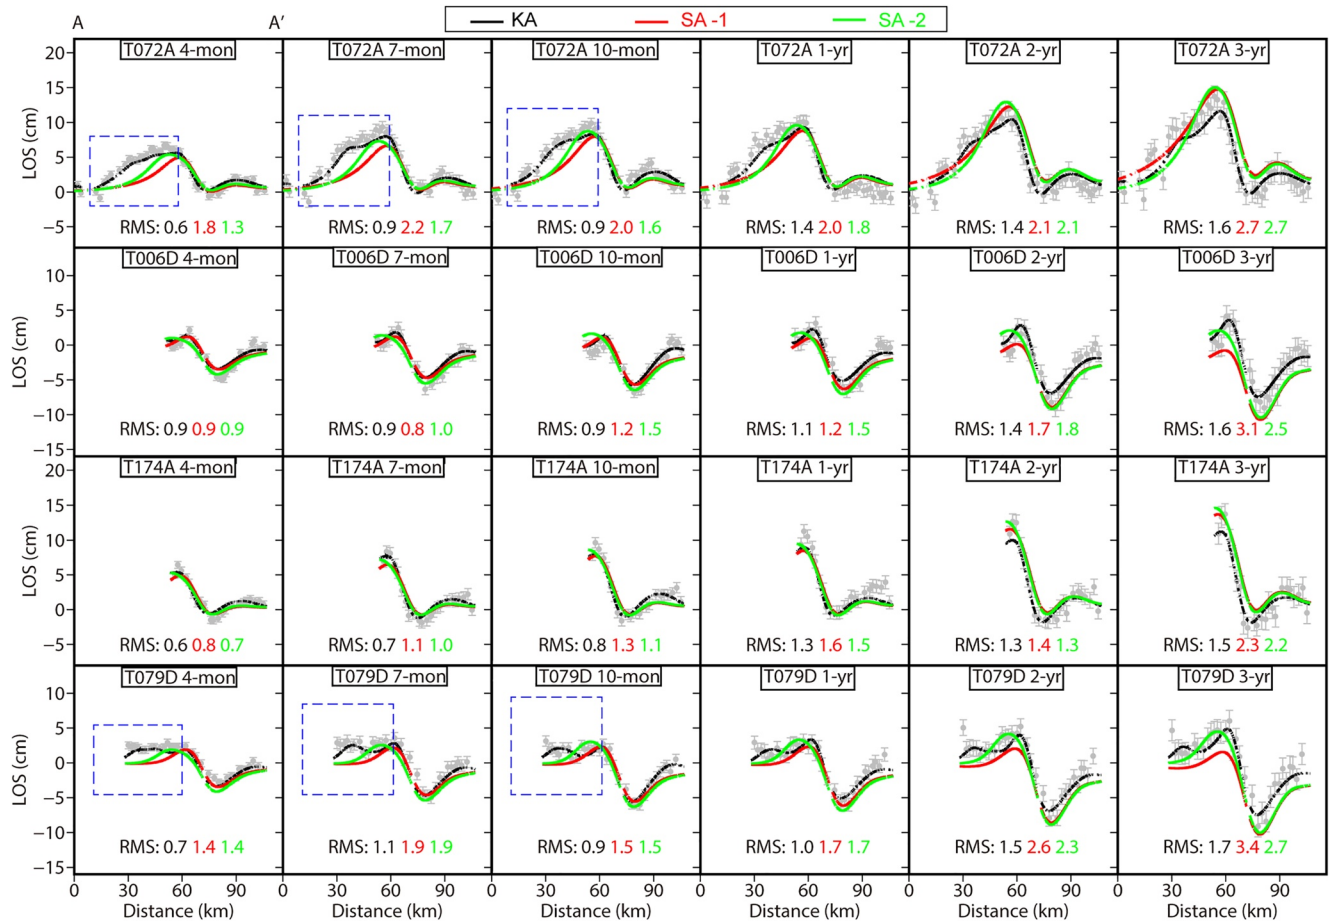 A A′ KA SA -1 SA -2
T072A 4-mon T072A 7-mon T072A 10-mon T072A 1-yr T072A 2-yr T072A 3-yr
LOS (cm)
20
15
10
5
0
−5
RMS: 0.6 1.8 1.3 RMS: 0.9 2.2 1.7 RMS: 0.9 2.0 1.6 RMS: 1.4 2.0 1.8 RMS: 1.4 2.1 2.1 RMS: 1.6 2.7 2.7
T006D 4-mon T006D 7-mon T006D 10-mon T006D 1-yr T006D 2-yr T006D 3-yr
LOS (cm)
10
5
0
−5
−10
−15
RMS: 0.9 0.9 0.9 RMS: 0.9 0.8 1.0 RMS: 0.9 1.2 1.5 RMS: 1.1 1.2 1.5 RMS: 1.4 1.7 1.8 RMS: 1.6 3.1 2.5
T174A 4-mon T174A 7-mon T174A 10-mon T174A 1-yr T174A 2-yr T174A 3-yr
LOS (cm)
20
15
10
5
0
−5
RMS: 0.6 0.8 0.7 RMS: 0.7 1.1 1.0 RMS: 0.8 1.3 1.1 RMS: 1.3 1.6 1.5 RMS: 1.3 1.4 1.3 RMS: 1.5 2.3 2.2
T079D 4-mon T079D 7-mon T079D 10-mon T079D 1-yr T079D 2-yr T079D 3-yr
LOS (cm)
10
5
0
−5
−10
−15
RMS: 0.7 1.4 1.4 RMS: 1.1 1.9 1.9 RMS: 0.9 1.5 1.5 RMS: 1.0 1.7 1.7 RMS: 1.5 2.6 2.3 RMS: 1.7 3.4 2.7
0 30 60 90 0 30 60 90 0 30 60 90 0 30 60 90 0 30 60 90 0 30 60 90
Distance (km) Distance (km) Distance (km) Distance (km) Distance (km) Distance (km)